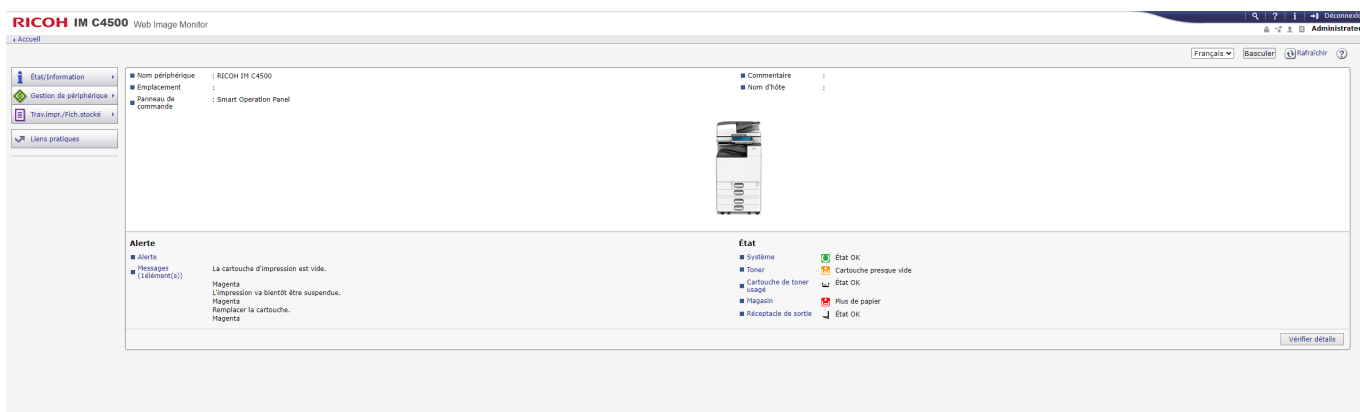 RICOH IM C4500 Web Image Monitor
Déconnexio
Accueil
Administrate
Français Basculer Rafraîchir
État/Information
Gestion de périphérique
Trav.impr./Fich.stocké
Liens pratiques
Nom périphérique : RICOH IM C4500
Emplacement :
Panneau de commande : Smart Operation Panel
Commentaire :
Nom d'hôte :
Alerte
Alerte
Messages (1élément(s))
La cartouche d'impression est vide.
Magenta
L'impression va bientôt être suspendue.
Magenta
Remplacer la cartouche.
Magenta
État
Système État OK
Toner Cartouche presque vide
Cartouche de toner usagé État OK
Magasin Plus de papier
Réceptacle de sortie État OK
Vérifier détails